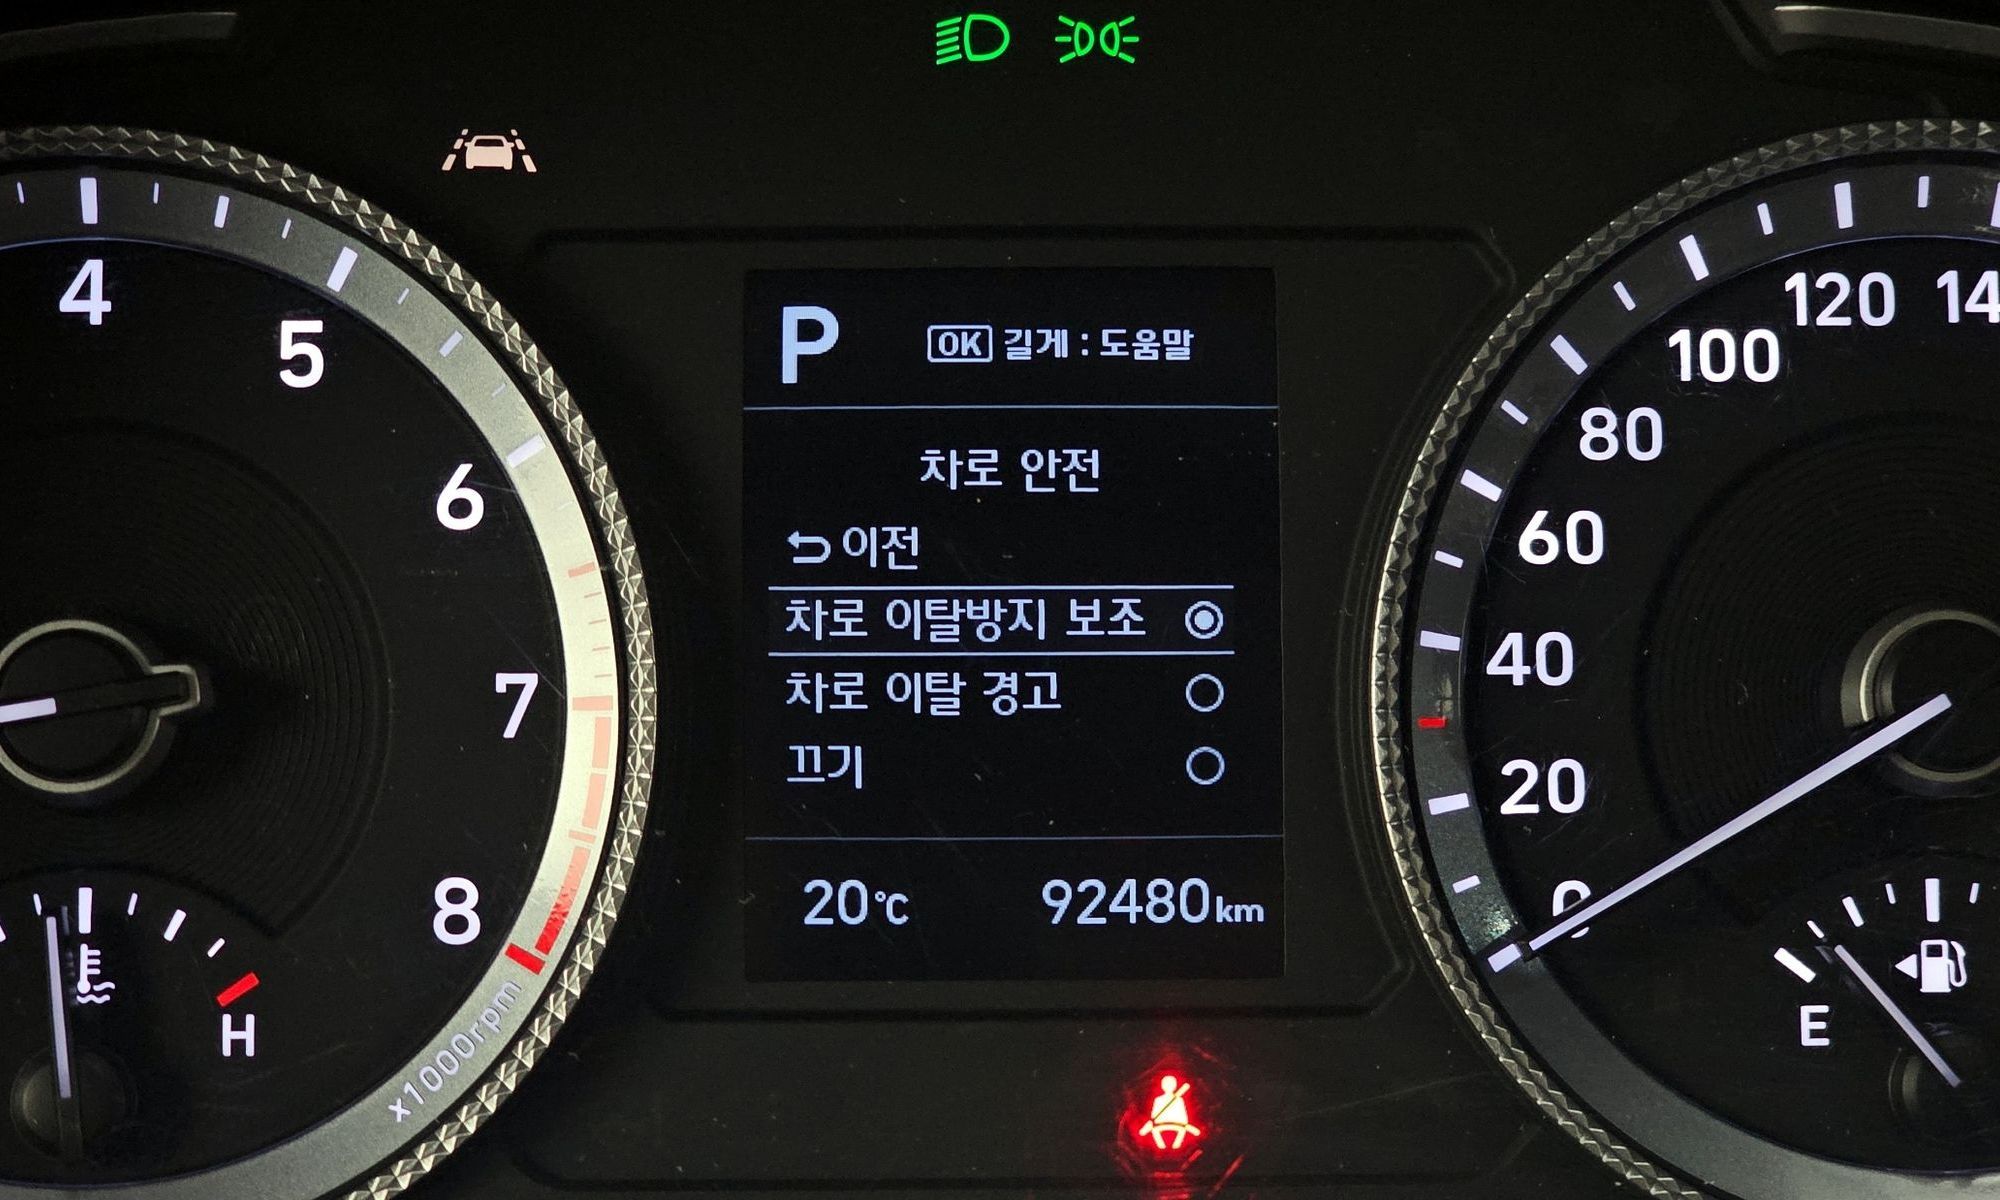 P
OK 길게 : 도움말
차로 안전
이전
차로 이탈방지 보조
차로 이탈 경고
끄기
20℃ 92480km
4
5
6
7
8
x1000rpm
H
0
20
40
60
80
100
120
14
E